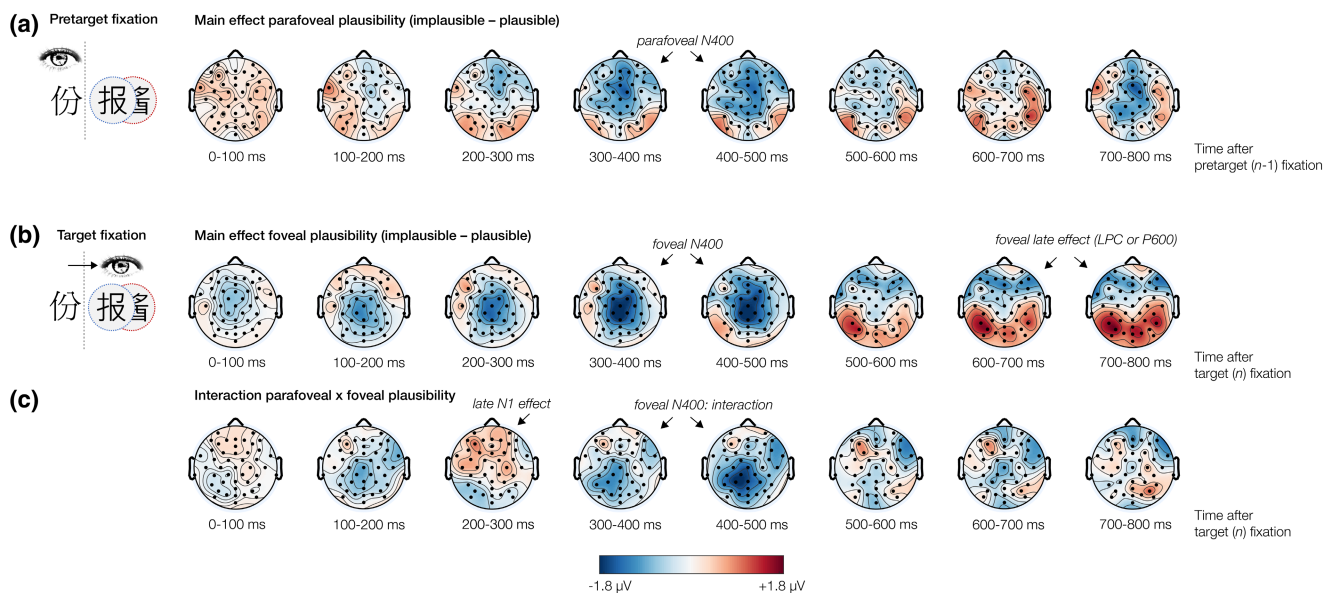 (a)
Pretarget fixation
Main effect parafoveal plausibility (implausible – plausible)
parafoveal N400
份 报
0-100 ms 100-200 ms 200-300 ms 300-400 ms 400-500 ms 500-600 ms 600-700 ms 700-800 ms
Time after
pretarget (n-1) fixation
(b)
Target fixation
Main effect foveal plausibility (implausible – plausible)
foveal N400
foveal late effect (LPC or P600)
份 报
0-100 ms 100-200 ms 200-300 ms 300-400 ms 400-500 ms 500-600 ms 600-700 ms 700-800 ms
Time after
target (n) fixation
(c)
Interaction parafoveal x foveal plausibility
late N1 effect
foveal N400: interaction
0-100 ms 100-200 ms 200-300 ms 300-400 ms 400-500 ms 500-600 ms 600-700 ms 700-800 ms
Time after
target (n) fixation
-1.8 µV +1.8 µV